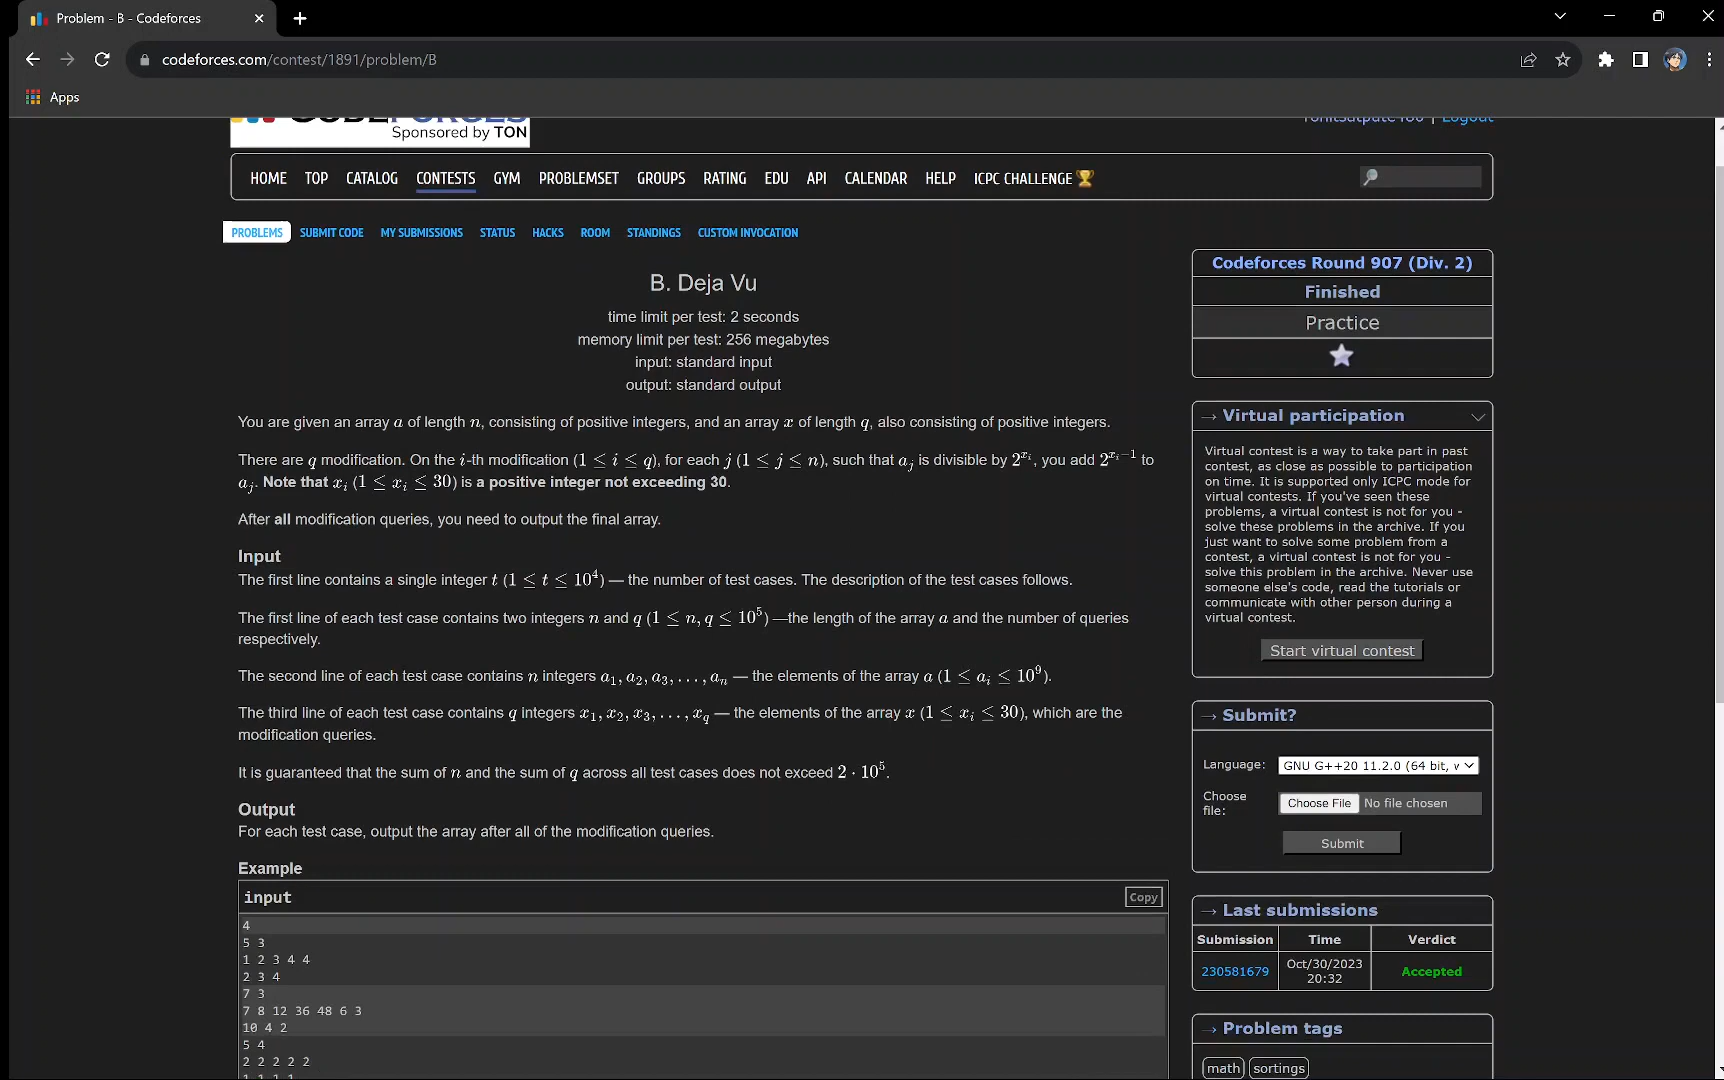 Problem - B - Codeforces
codeforces.com/contest/1891/problem/B
Apps
Sponsored by TON
| Logout
HOME TOP CATALOG CONTESTS GYM PROBLEMSET GROUPS RATING EDU API CALENDAR HELP ICPC CHALLENGE
PROBLEMS SUBMIT CODE MY SUBMISSIONS STATUS HACKS ROOM STANDINGS CUSTOM INVOCATION
B. Deja Vu
time limit per test: 2 seconds
memory limit per test: 256 megabytes
input: standard input
output: standard output
You are given an array a of length n, consisting of positive integers, and an array x of length q, also consisting of positive integers.
There are q modification. On the i-th modification (1 ≤ i ≤ q), for each j (1 ≤ j ≤ n), such that a_j is divisible by 2^{x_i}, you add 2^{x_i−1} to
a_j. Note that x_i (1 ≤ x_i ≤ 30) is a positive integer not exceeding 30.
After all modification queries, you need to output the final array.
Input
The first line contains a single integer t (1 ≤ t ≤ 10^4) — the number of test cases. The description of the test cases follows.
The first line of each test case contains two integers n and q (1 ≤ n, q ≤ 10^5) —the length of the array a and the number of queries
respectively.
The second line of each test case contains n integers a_1, a_2, a_3, . . . , a_n — the elements of the array a (1 ≤ a_i ≤ 10^9).
The third line of each test case contains q integers x_1, x_2, x_3, . . . , x_q — the elements of the array x (1 ≤ x_i ≤ 30), which are the
modification queries.
It is guaranteed that the sum of n and the sum of q across all test cases does not exceed 2 · 10^5.
Output
For each test case, output the array after all of the modification queries.
Example
input
Copy
4
5 3
1 2 3 4 4
2 3 4
7 3
7 8 12 36 48 6 3
10 4 2
5 4
2 2 2 2 2
1 1 1 1
Codeforces Round 907 (Div. 2)
Finished
Practice
→ Virtual participation
Virtual contest is a way to take part in past
contest, as close as possible to participation
on time. It is supported only ICPC mode for
virtual contests. If you've seen these
problems, a virtual contest is not for you -
solve these problems in the archive. If you
just want to solve some problem from a
contest, a virtual contest is not for you -
solve this problem in the archive. Never use
someone else's code, read the tutorials or
communicate with other person during a
virtual contest.
Start virtual contest
→ Submit?
Language: GNU G++20 11.2.0 (64 bit, v
Choose
file:
Choose File No file chosen
Submit
→ Last submissions
Submission Time Verdict
230581679 Oct/30/2023
20:32 Accepted
→ Problem tags
math sortings